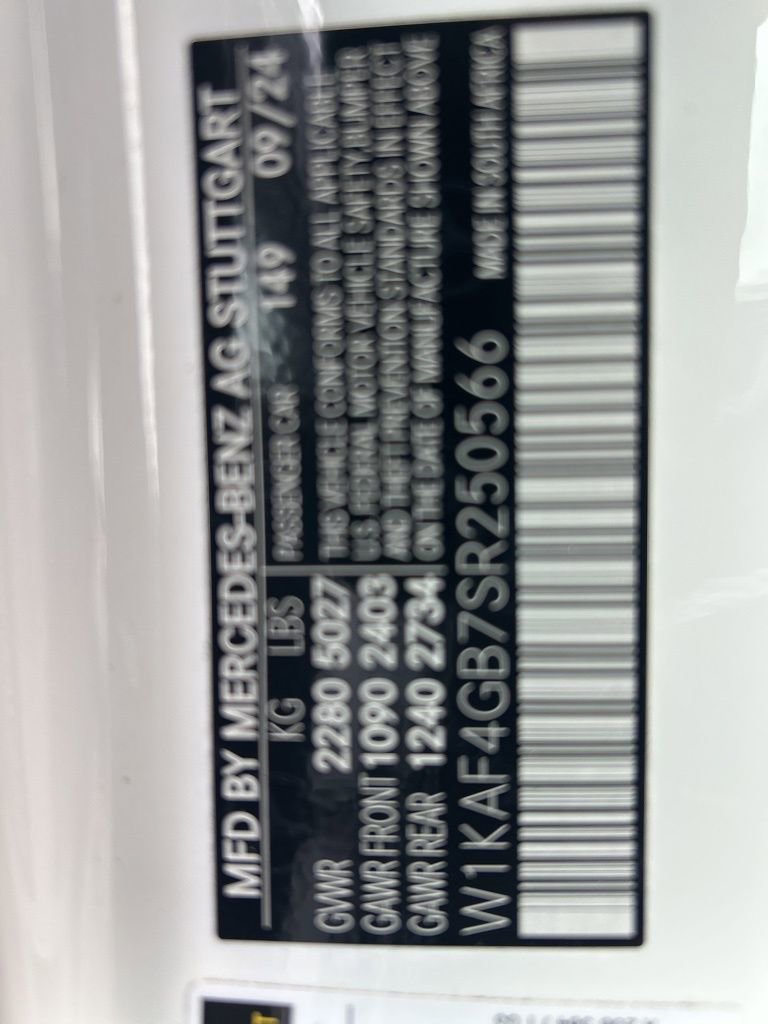 MFD BY MERCEDES-BENZ AG STUTTGART
KG LBS PASSENGER CAR 149 09/24
GVWR 2280 5027
GAWR FRONT 1090 2403
GAWR REAR 1240 2734
THIS VEHICLE CONFORMS TO ALL APPLICABLE
U.S. FEDERAL MOTOR VEHICLE SAFETY, BUMPER
AND THEFT PREVENTION STANDARDS IN EFFECT
ON THE DATE OF MANUFACTURE SHOWN ABOVE
W1KAF4GB7SR250566 MADE IN SOUTH AFRICA